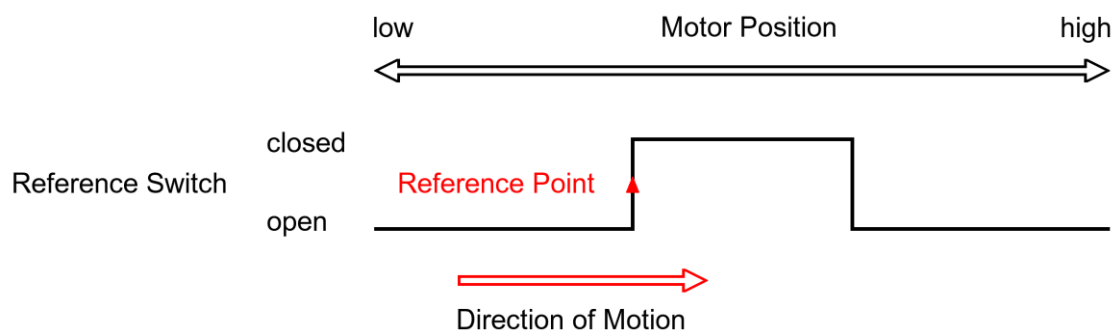 low Motor Position high
closed
Reference Switch Reference Point
open
Direction of Motion